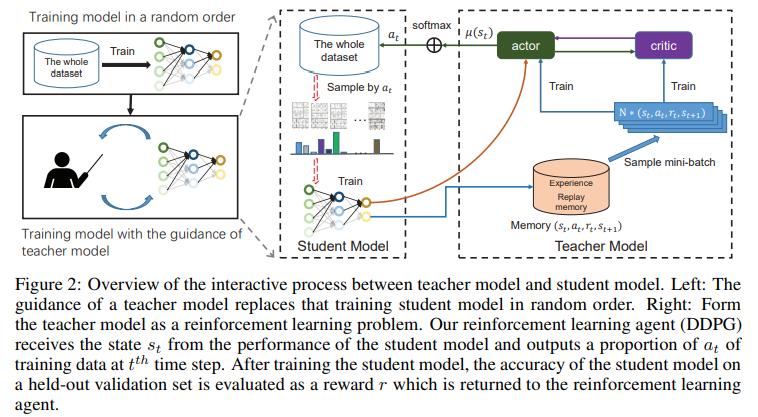 Training model in a random order
The whole
dataset
Train
Training model with the guidance of
teacher model
The whole
dataset
Sample by a_t
...
Train
Student Model
a_t
softmax
μ(s_t)
actor
critic
Train
Train
N * (s_t, a_t, r_t, s_{t+1})
Sample mini-batch
Experience
Replay
memory
Memory (s_t, a_t, r_t, s_{t+1})
Teacher Model
Figure 2: Overview of the interactive process between teacher model and student model. Left: The
guidance of a teacher model replaces that training student model in random order. Right: Form
the teacher model as a reinforcement learning problem. Our reinforcement learning agent (DDPG)
receives the state s_t from the performance of the student model and outputs a proportion of a_t of
training data at t^{th} time step. After training the student model, the accuracy of the student model on
a held-out validation set is evaluated as a reward r which is returned to the reinforcement learning
agent.